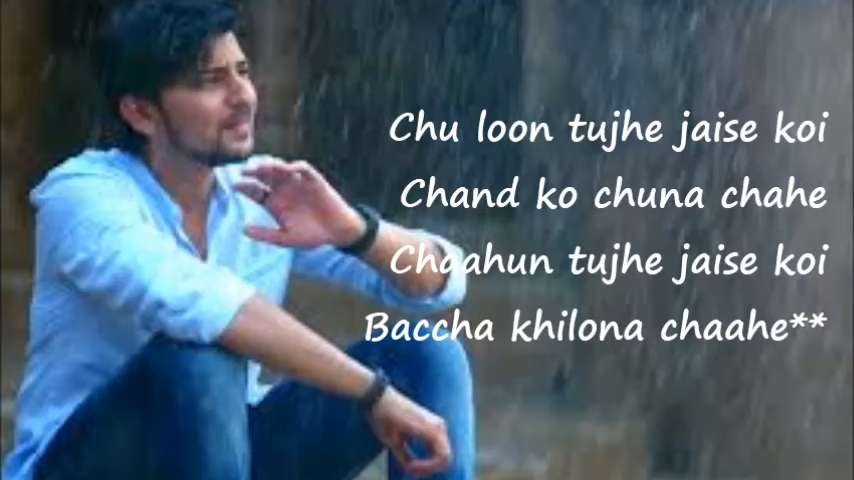 Chu loon tujhe jaise koi
Chand ko chuna chahe
Chaahun tujhe jaise koi
Baccha khilona chaahe**